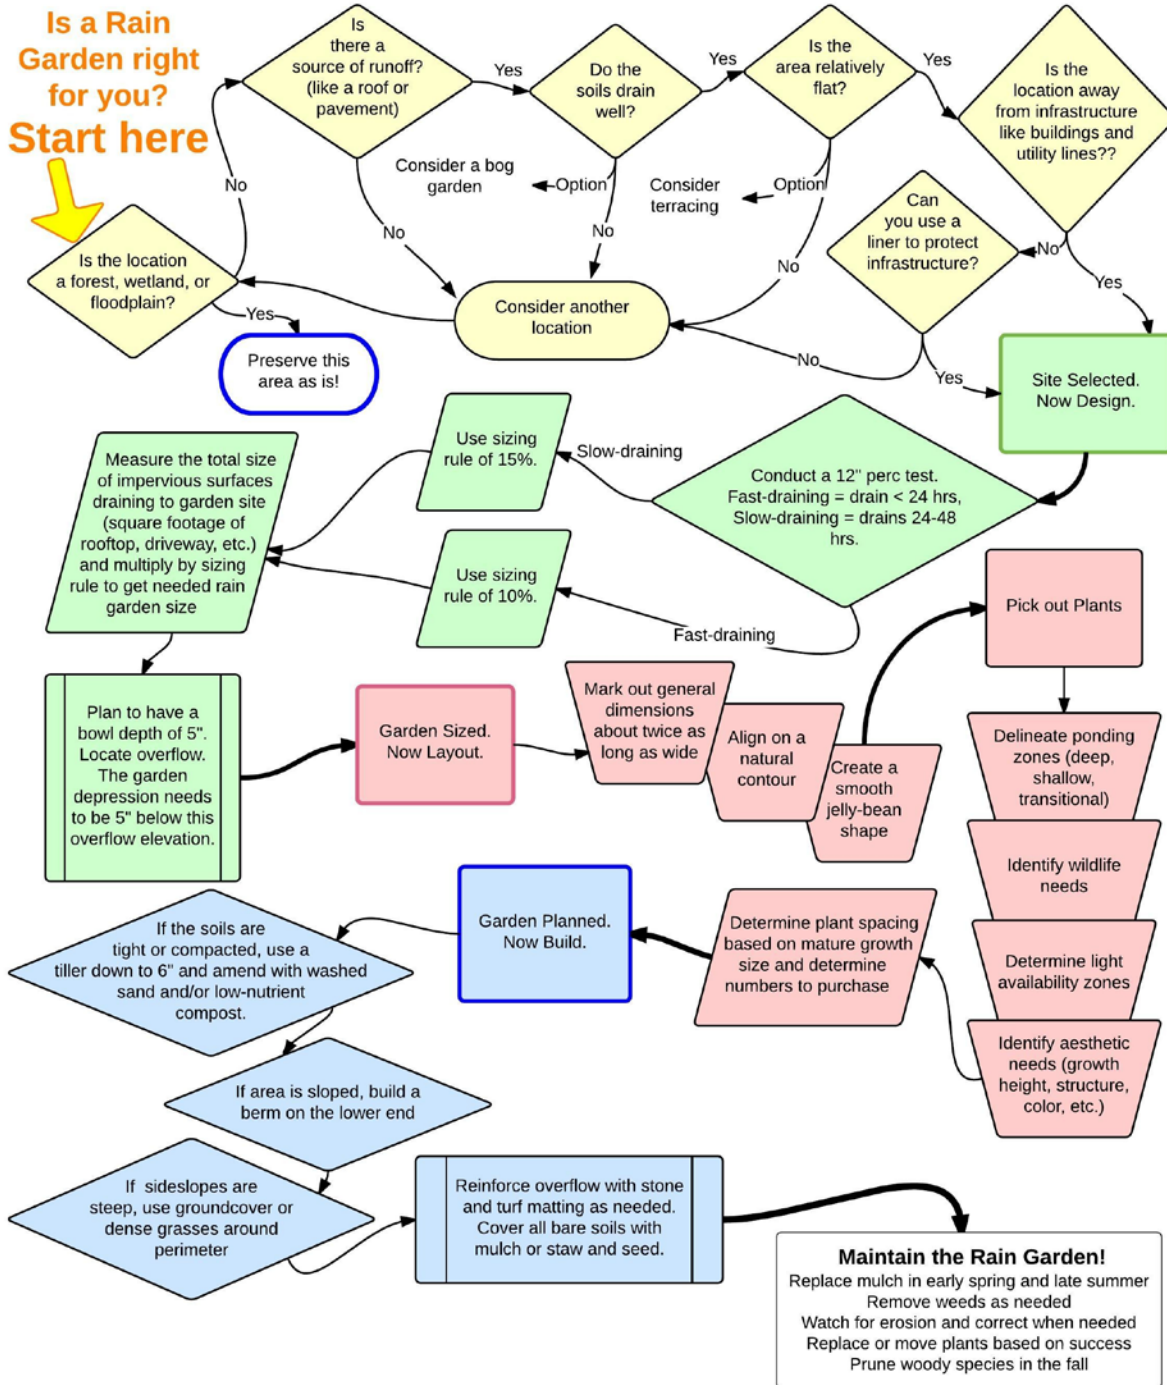 Is a Rain
Garden right
for you?
Start here
Is the location
a forest, wetland, or
floodplain?
No
Yes
Preserve this
area as is!
Is
there a
source of runoff?
(like a roof or
pavement)
Yes
No
Do the
soils drain
well?
Yes
Option
Consider a bog
garden
No
Is the
area relatively
flat?
Yes
Option
Consider
terracing
No
Is the
location away
from infrastructure
like buildings and
utility lines??
No
Yes
Can
you use a
liner to protect
infrastructure?
No
Yes
Consider another
location
Site Selected.
Now Design.
Conduct a 12" perc test.
Fast-draining = drain < 24 hrs,
Slow-draining = drains 24-48
hrs.
Slow-draining
Use sizing
rule of 15%.
Fast-draining
Use sizing
rule of 10%.
Measure the total size
of impervious surfaces
draining to garden site
(square footage of
rooftop, driveway, etc.)
and multiply by sizing
rule to get needed rain
garden size
Plan to have a
bowl depth of 5".
Locate overflow.
The garden
depression needs
to be 5" below this
overflow elevation.
Garden Sized.
Now Layout.
Mark out general
dimensions
about twice as
long as wide
Align on a
natural
contour
Create a
smooth
jelly-bean
shape
Pick out Plants
Delineate ponding
zones (deep,
shallow,
transitional)
Identify wildlife
needs
Determine light
availability zones
Identify aesthetic
needs (growth
height, structure,
color, etc.)
Determine plant spacing
based on mature growth
size and determine
numbers to purchase
Garden Planned.
Now Build.
If the soils are
tight or compacted, use a
tiller down to 6" and amend with washed
sand and/or low-nutrient
compost.
If area is sloped, build a
berm on the lower end
If sideslopes are
steep, use groundcover or
dense grasses around
perimeter
Reinforce overflow with stone
and turf matting as needed.
Cover all bare soils with
mulch or staw and seed.
Maintain the Rain Garden!
Replace mulch in early spring and late summer
Remove weeds as needed
Watch for erosion and correct when needed
Replace or move plants based on success
Prune woody species in the fall